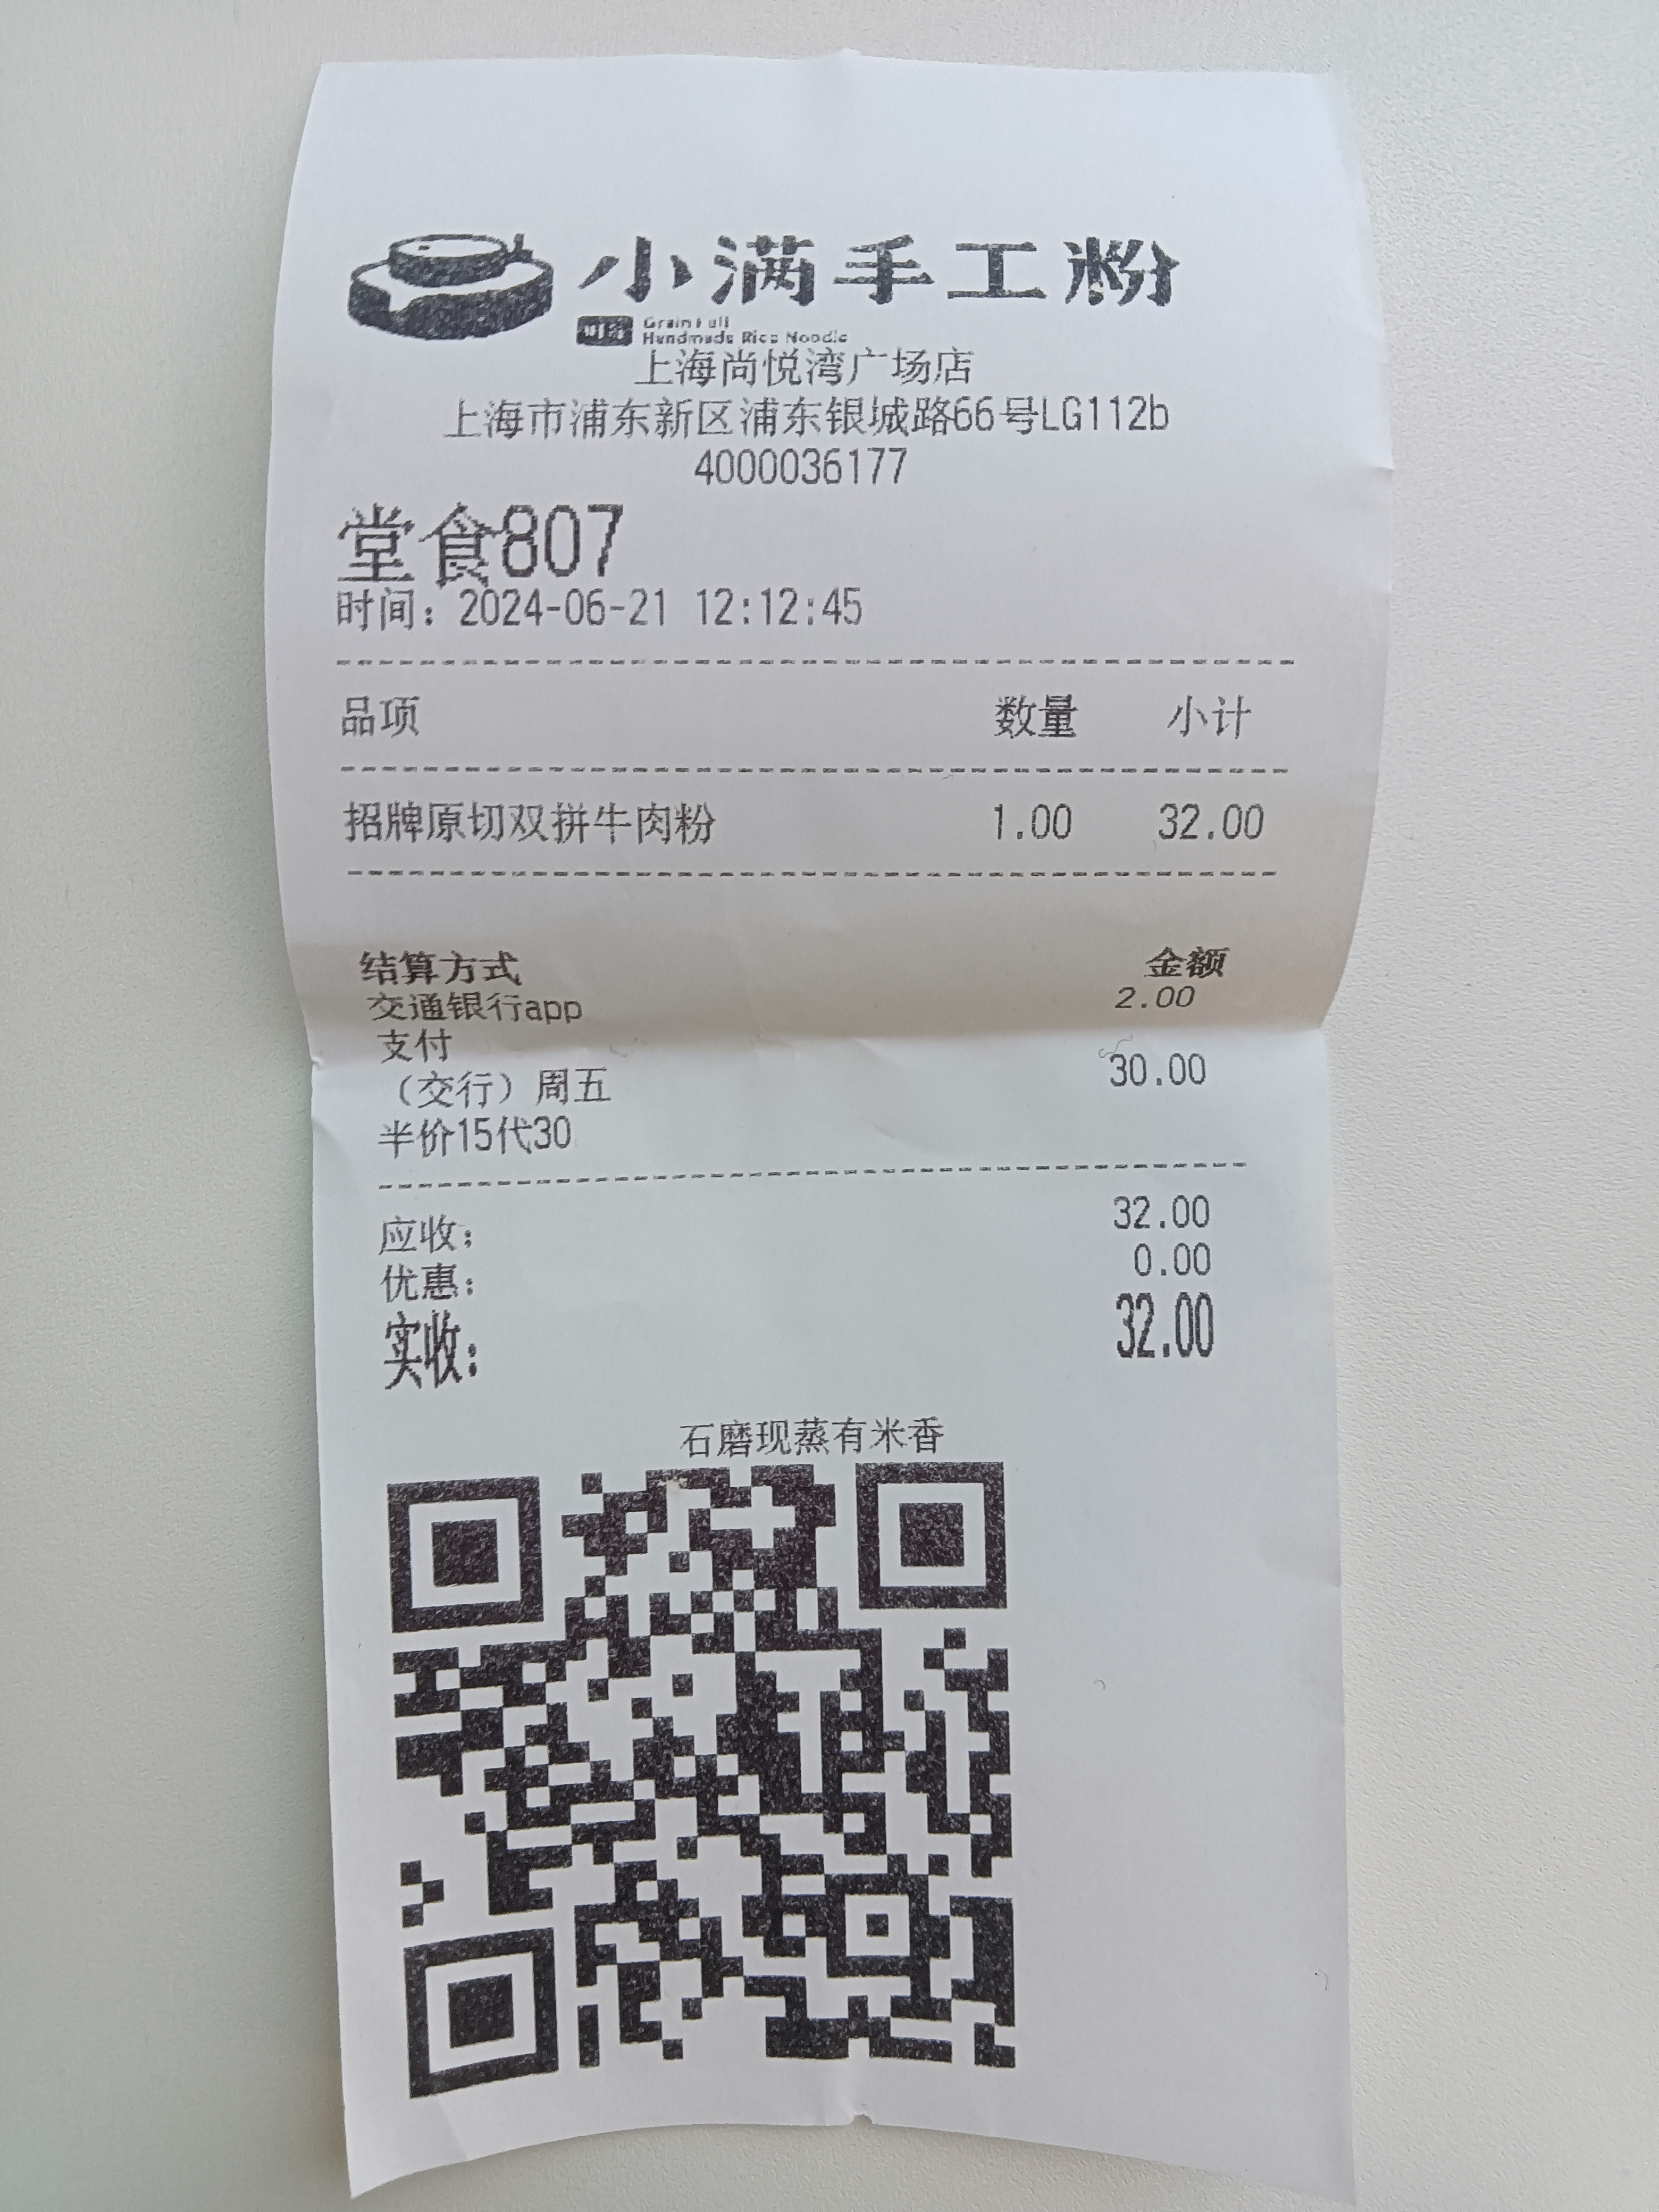 小满手工粉
Grain Full
Handmade Rice Noodle
上海尚悦湾广场店
上海市浦东新区浦东银城路66号LG112b
4000036177
堂食807
时间：2024-06-21 12:12:45
品项 数量 小计
招牌原切双拼牛肉粉 1.00 32.00
结算方式 金额
交通银行app 2.00
支付
（交行）周五 30.00
半价15代30
应收： 32.00
优惠： 0.00
实收： 32.00
石磨现蒸有米香